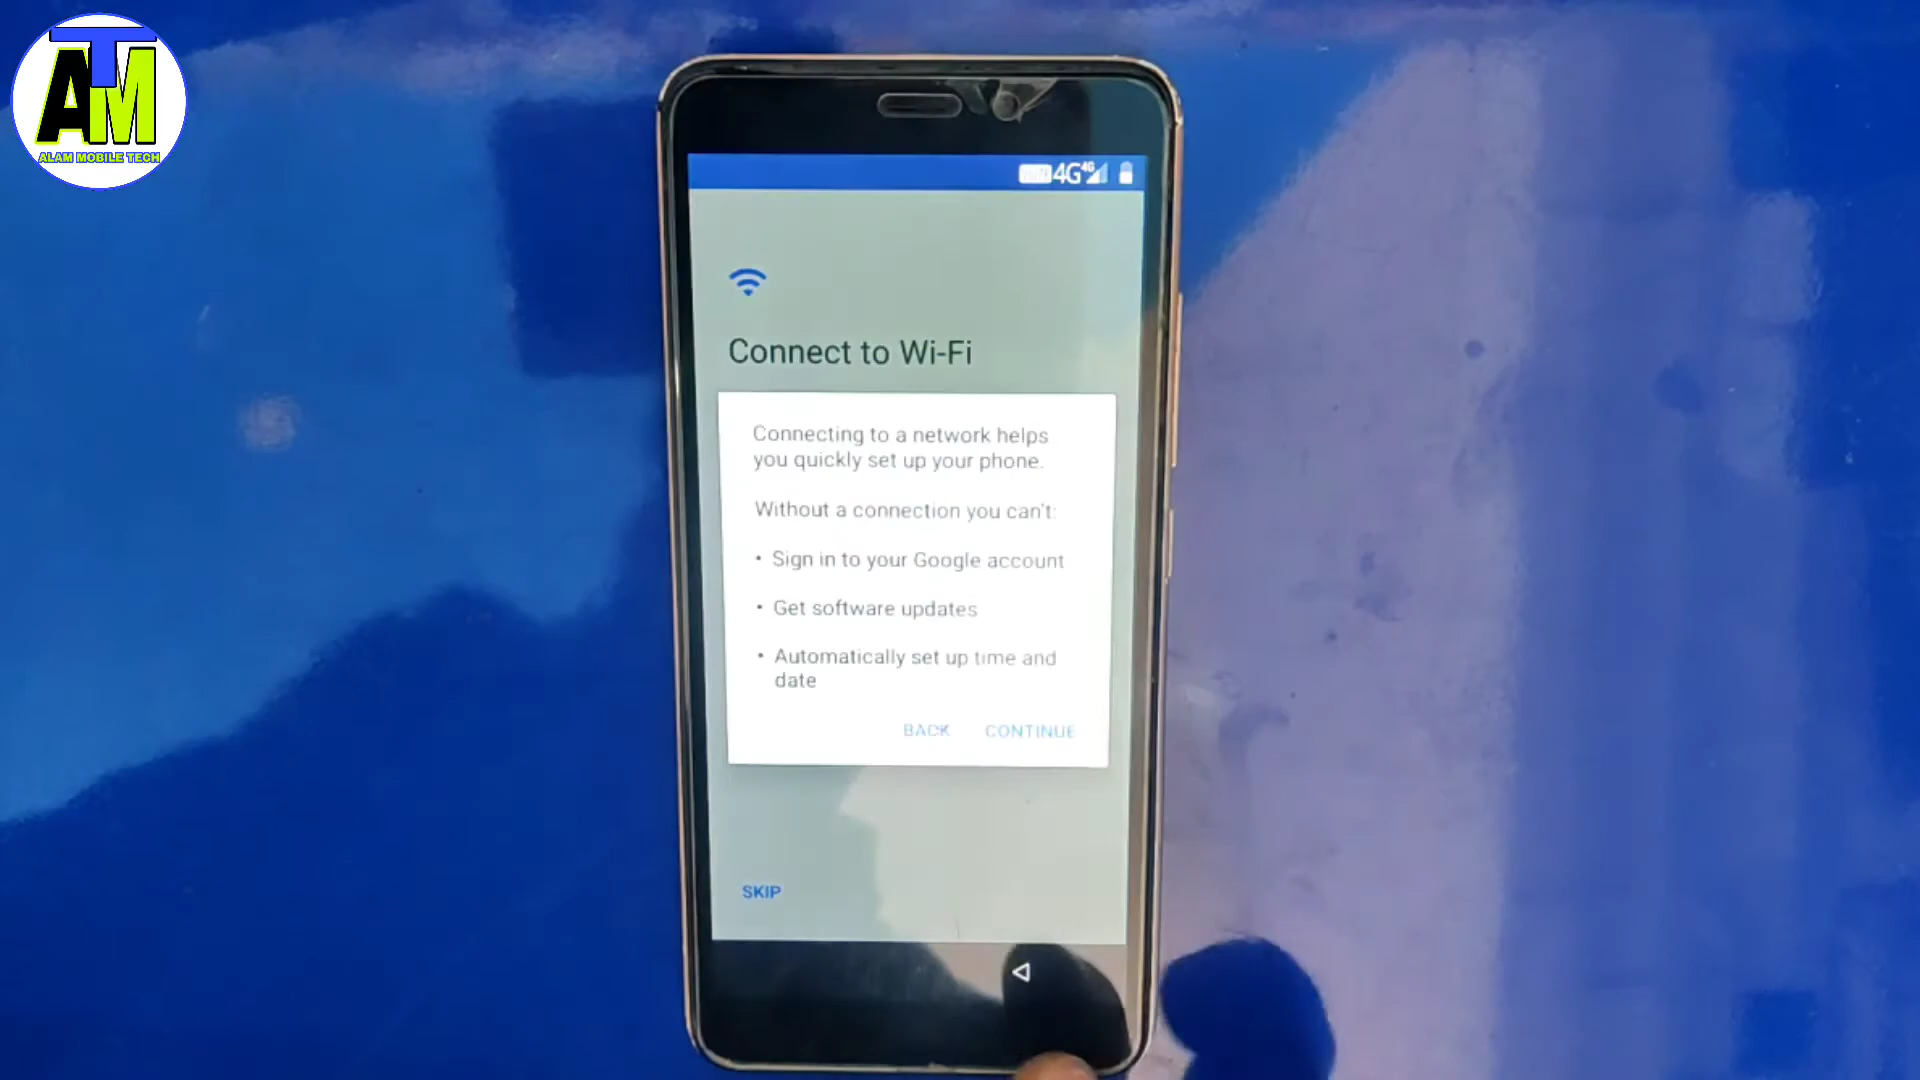 ATM
ALAM MOBILE TECH
4G 4G
Connect to Wi-Fi
Connecting to a network helps
you quickly set up your phone.
Without a connection you can't:
• Sign in to your Google account
• Get software updates
• Automatically set up time and
date
BACK CONTINUE
SKIP